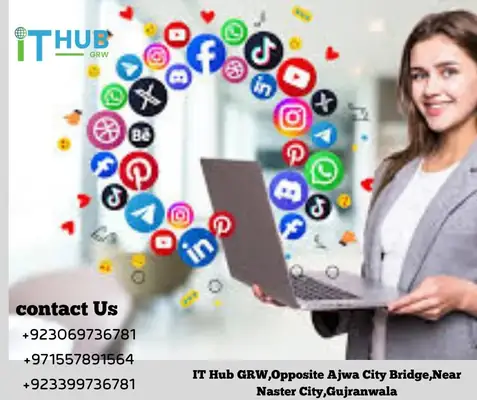 iT HUB
GRW
contact Us
+923069736781
+971557891564
+923399736781
IT Hub GRW,Opposite Ajwa City Bridge,Near
Naster City,Gujranwala